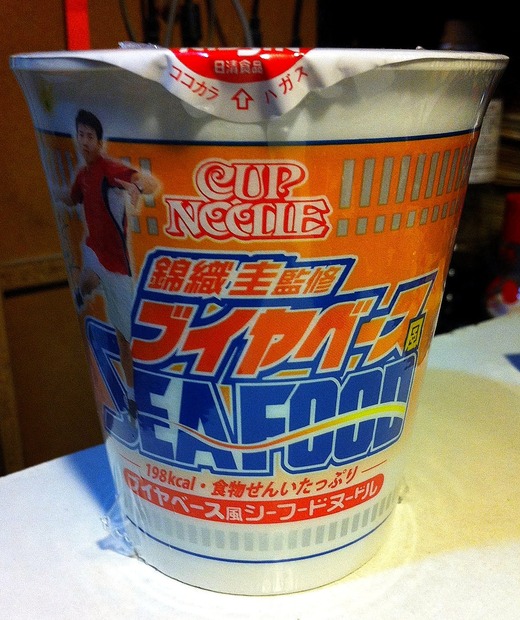 日清食品
ココカラ ハガス
CUP
NOODLE
錦織圭監修
ブイヤベース風
SEAFOOD
198kcal・食物せんいたっぷり
ブイヤベース風シーフードヌードル